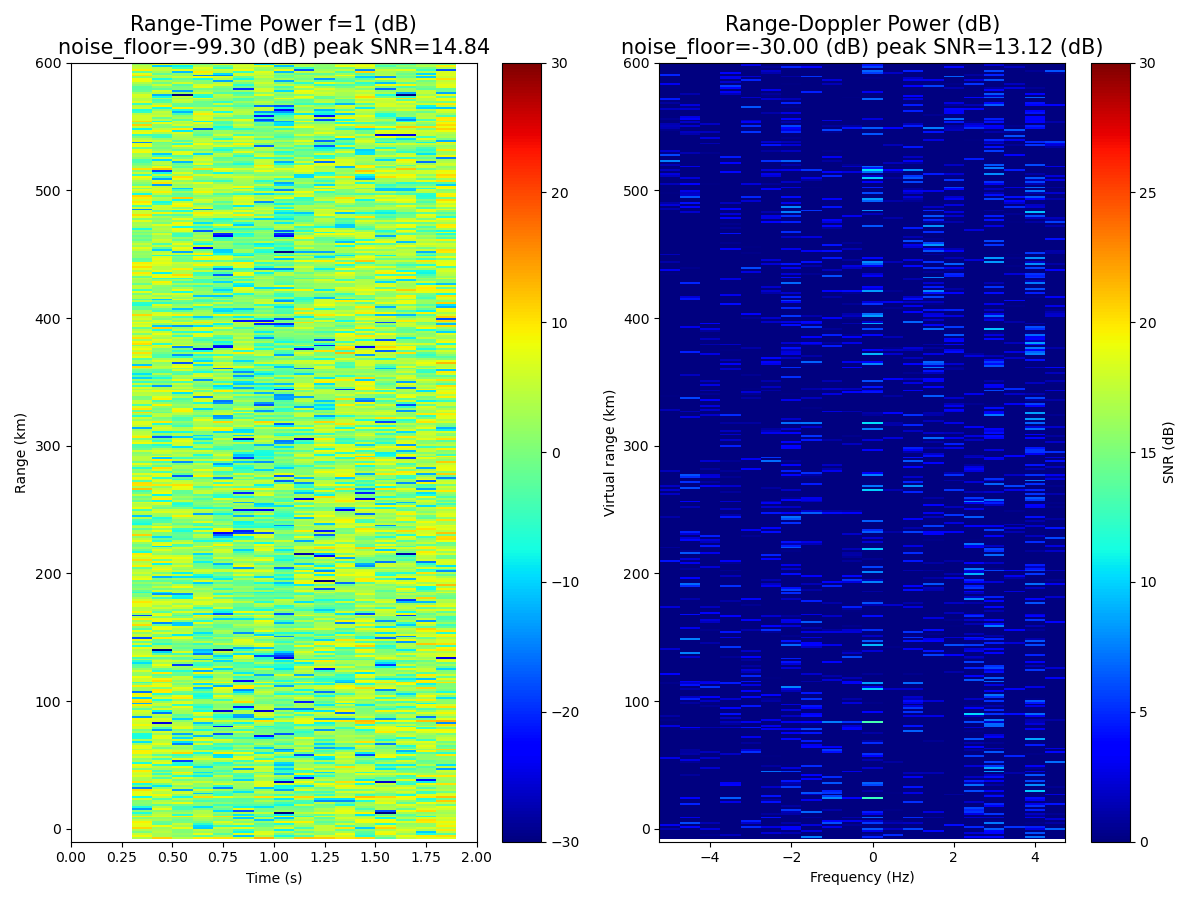 Range-Time Power f=1 (dB)
noise_floor=-99.30 (dB) peak SNR=14.84
Range (km)
600
500
400
300
200
100
0
0.00 0.25 0.50 0.75 1.00 1.25 1.50 1.75 2.00
Time (s)
30
20
10
0
−10
−20
−30
Range-Doppler Power (dB)
noise_floor=-30.00 (dB) peak SNR=13.12 (dB)
Virtual range (km)
600
500
400
300
200
100
0
−4 −2 0 2 4
Frequency (Hz)
30
25
20
15
10
5
0
SNR (dB)